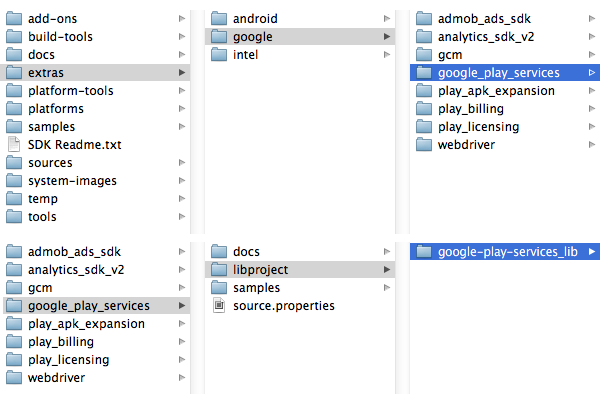 add-ons
build-tools
docs
extras
platform-tools
platforms
samples
SDK Readme.txt
sources
system-images
temp
tools
android
google
intel
admob_ads_sdk
analytics_sdk_v2
gcm
google_play_services
play_apk_expansion
play_billing
play_licensing
webdriver
admob_ads_sdk
analytics_sdk_v2
gcm
google_play_services
play_apk_expansion
play_billing
play_licensing
webdriver
docs
libproject
samples
source.properties
google-play-services_lib